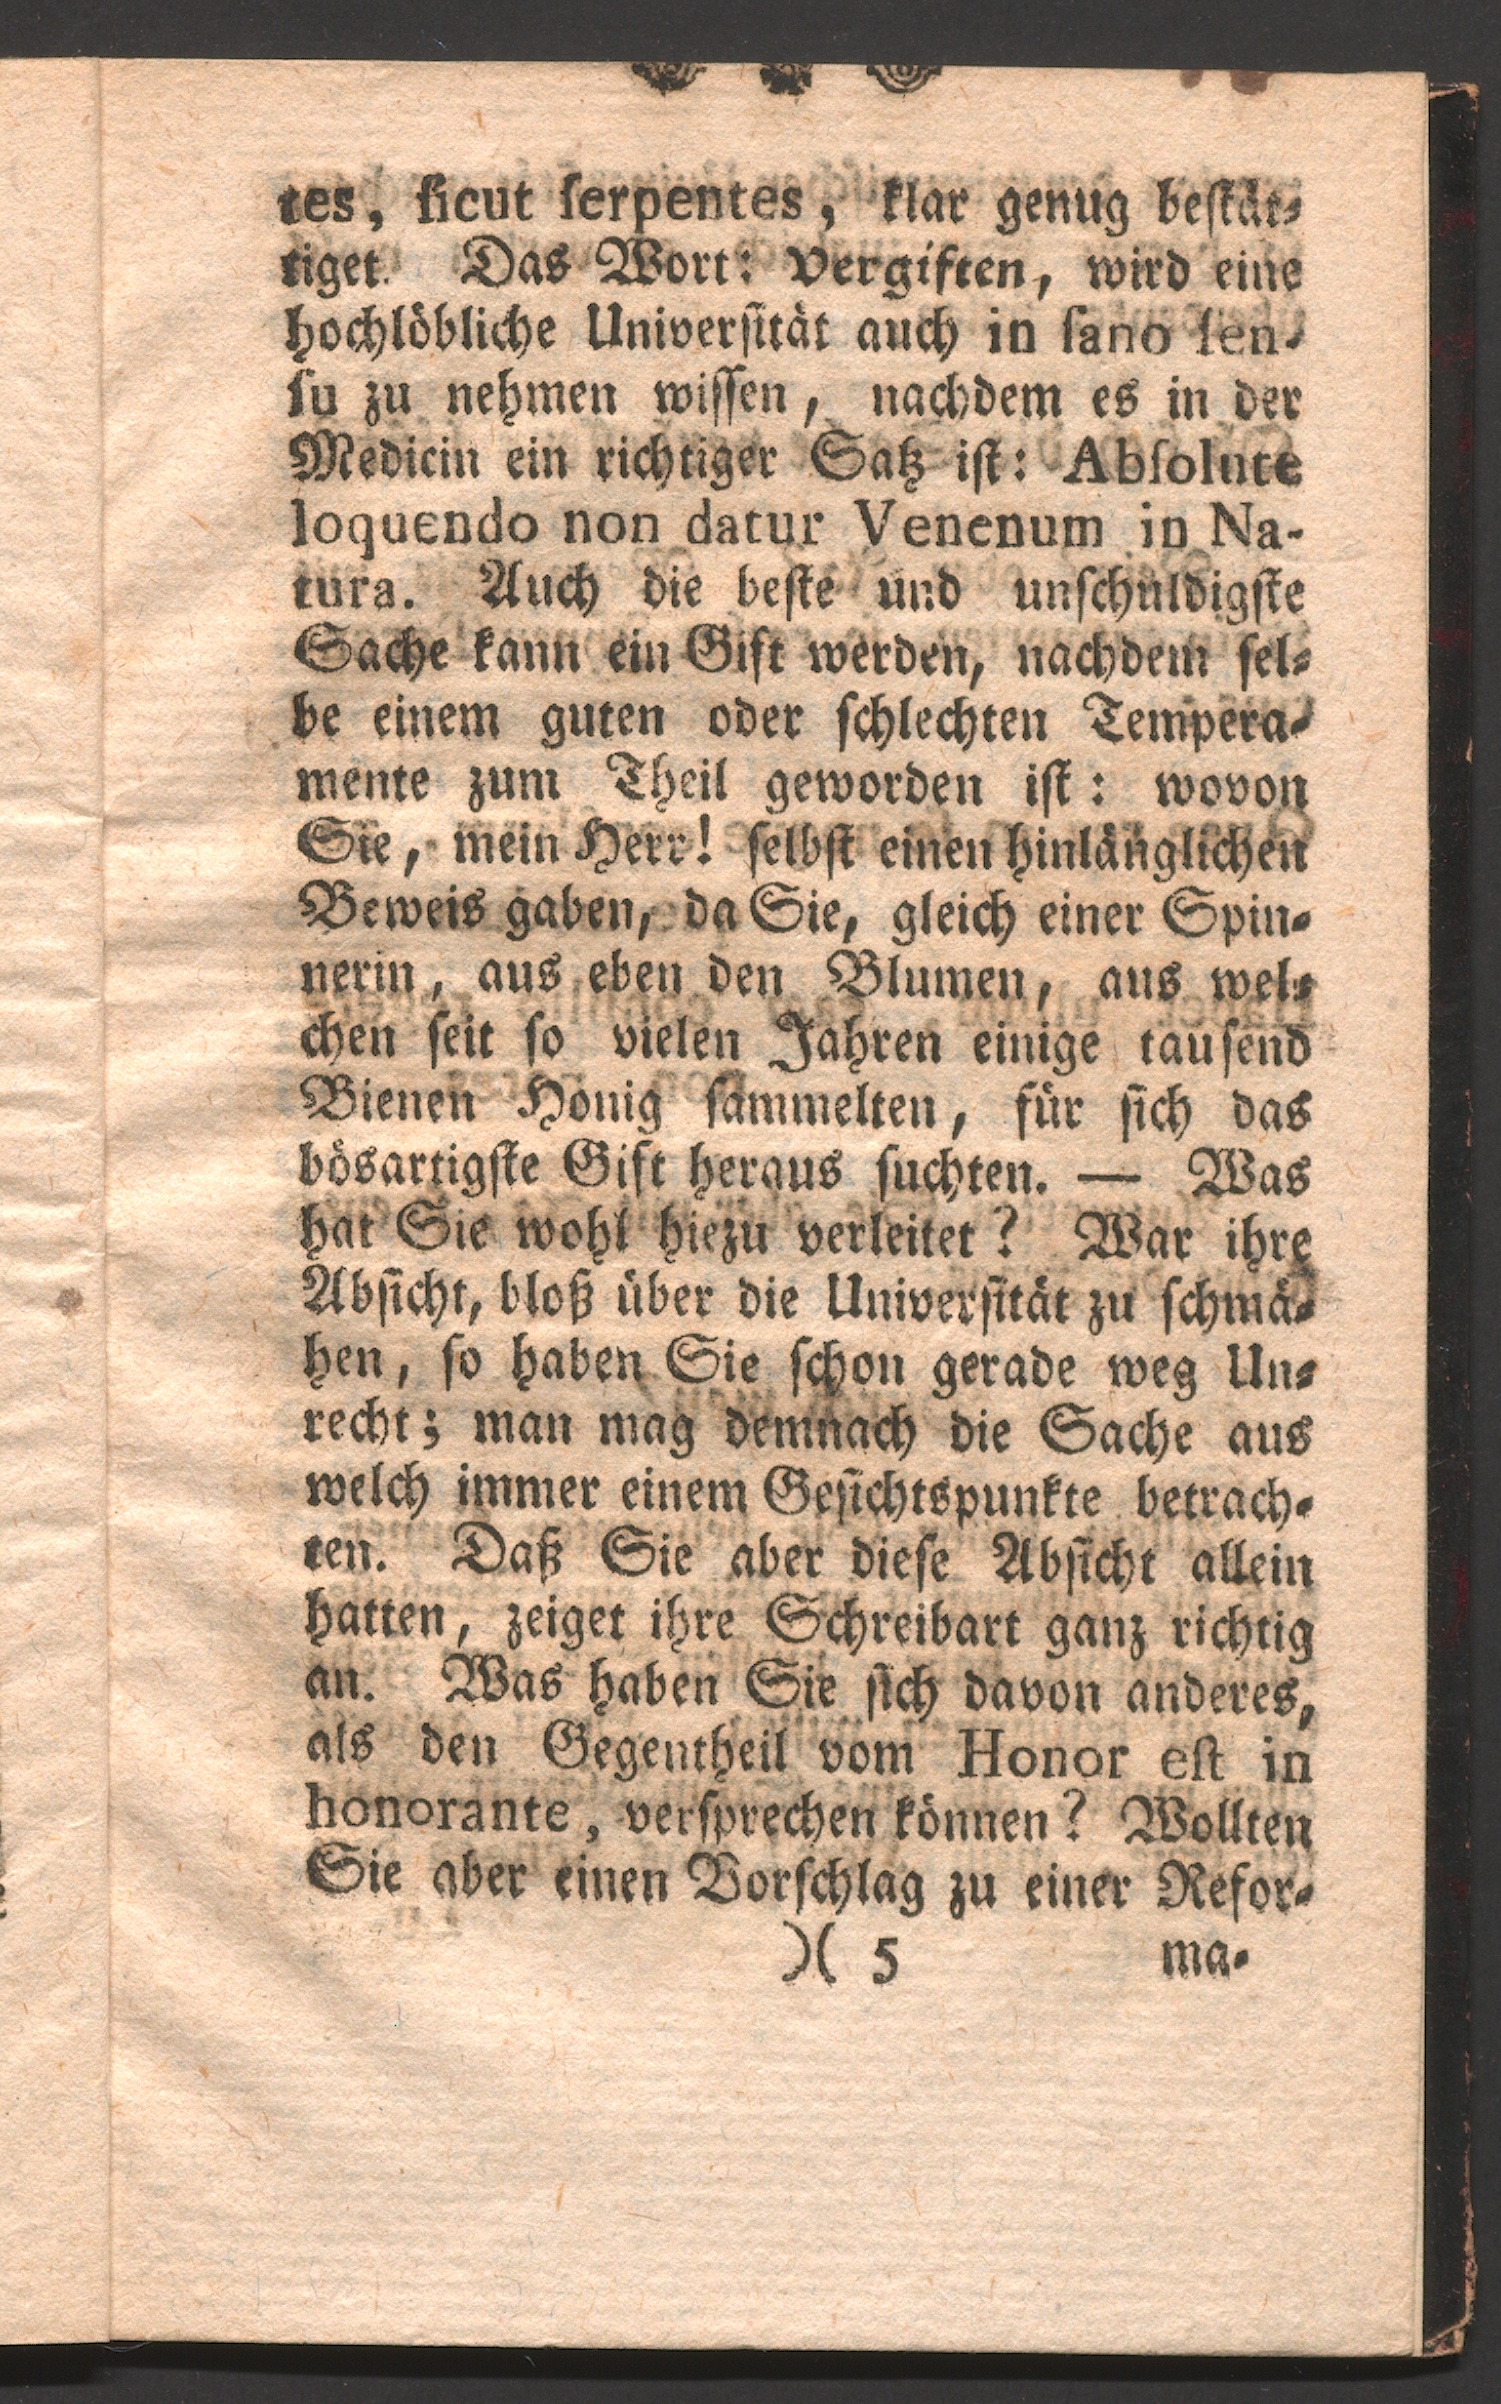 tes, ſicut ſerpentes, klar genug beſtät-
tiget. Das Wort: Vergiften, wird eine
hochlöbliche Univerſität auch in ſano ſen-
ſu zu nehmen wiſſen, nachdem es in der
Medicin ein richtiger Satz iſt: Abſolute
loquendo non datur Venenum in Na-
tura. Auch die beſte und unſchuldigſte
Sache kann ein Gift werden, nachdem ſel-
be einem guten oder ſchlechten Tempera-
mente zum Theil geworden iſt: wovon
Sie, mein Herr! ſelbſt einen hinlänglichen
Beweis gaben, da Sie, gleich einer Spin-
nerin, aus eben den Blumen, aus wel-
chen ſeit ſo vielen Jahren einige tauſend
Bienen Honig ſammelten, für ſich das
bösartigſte Gift heraus ſuchten. — Was
hat Sie wohl hiezu verleitet? War ihre
Abſicht, bloß über die Univerſität zu ſchmä-
hen, ſo haben Sie ſchon gerade weg Un-
recht; man mag demnach die Sache aus
welch immer einem Geſichtspunkte betrach-
ten. Daß Sie aber dieſe Abſicht allein
hatten, zeiget ihre Schreibart ganz richtig
an. Was haben Sie ſich davon anderes,
als den Gegentheil vom Honor eſt in
honorante, verſprechen können? Wollten
Sie aber einen Vorſchlag zu einer Refor-
)( 5 ma-